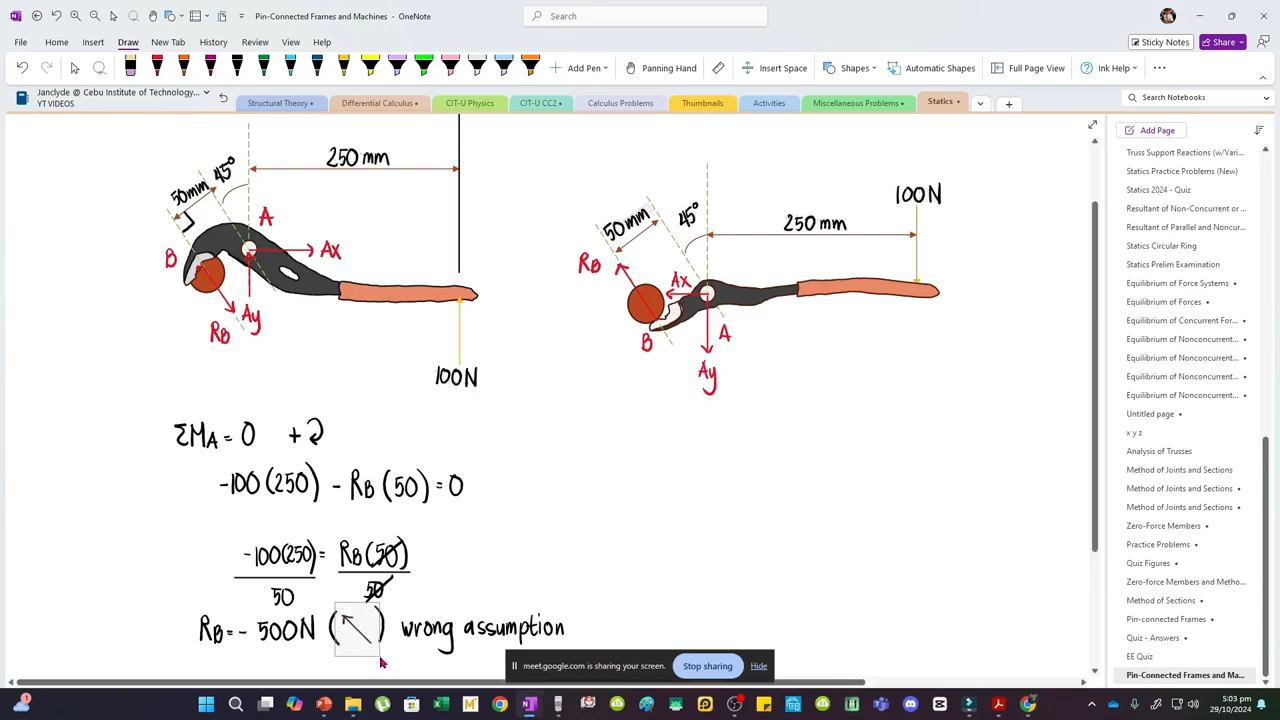 Pin-Connected Frames and Machines - OneNote
Search
File Home Insert Draw New Tab History Review View Help
Sticky Notes
Share
Add Pen
Panning Hand
Insert Space
Shapes
Automatic Shapes
Full Page View
Ink Help
Janclyde @ Cebu Institute of Technology...
YT VIDEOS
Structural Theory
Differential Calculus
CIT-U Physics
CIT-U CC2
Calculus Problems
Thumbnails
Activities
Miscellaneous Problems
Statics
Search Notebooks
Add Page
Truss Support Reactions (w/Vari...
Statics Practice Problems (New)
Statics 2024 - Quiz
Resultant of Non-Concurrent or ...
Resultant of Parallel and Noncur...
Statics Circular Ring
Statics Prelim Examination
Equilibrium of Force Systems
Equilibrium of Forces
Equilibrium of Concurrent For...
Equilibrium of Nonconcurrent...
Equilibrium of Nonconcurrent...
Equilibrium of Nonconcurrent...
Equilibrium of Nonconcurrent...
Untitled page
x y z
Analysis of Trusses
Method of Joints and Sections
Method of Joints and Sections
Method of Joints and Sections
Zero-Force Members
Practice Problems
Quiz Figures
Zero-force Members and Metho...
Method of Sections
Pin-connected Frames
Quiz - Answers
EE Quiz
Pin-Connected Frames and Ma...
50mm
45°
250 mm
A
Ax
B
Ay
RB
100N
100N
50mm
45°
250 mm
RB
Ax
B
A
Ay
ΣMA = 0 +
-100(250) - RB(50) = 0
-100(250) = RB(50)
50 50
RB = - 500N ( ) wrong assumption
meet.google.com is sharing your screen.
Stop sharing
Hide
5:03 pm
29/10/2024